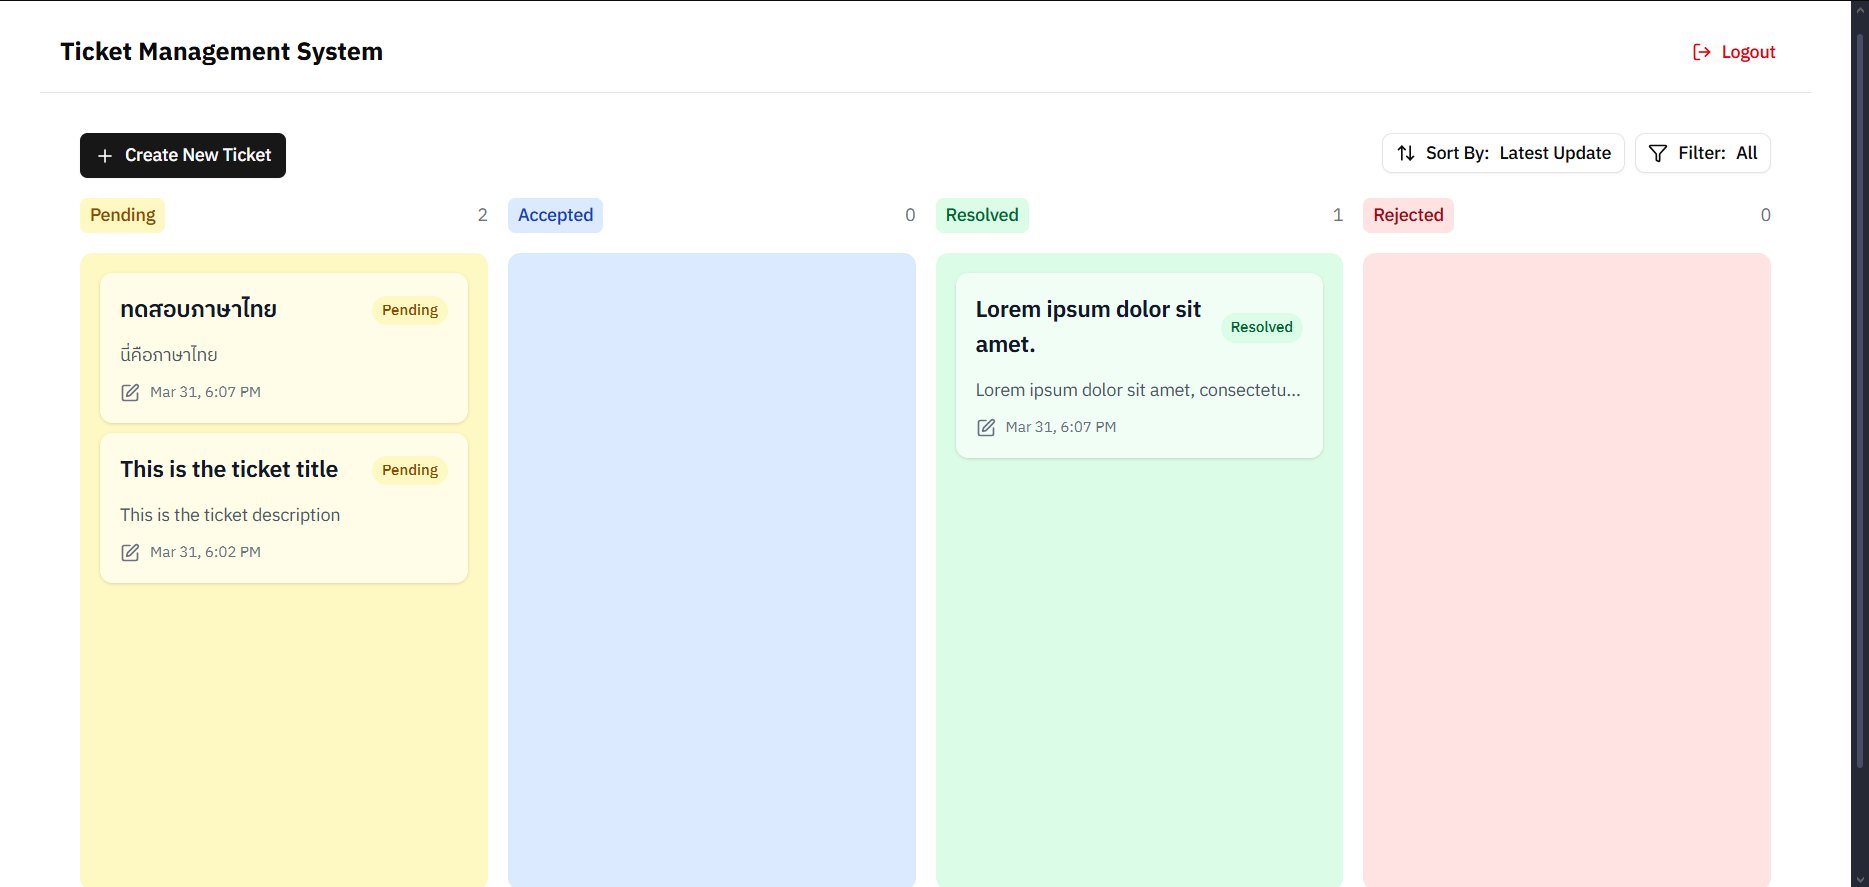 Ticket Management System
Logout
Create New Ticket
Sort By: Latest Update
Filter: All
Pending 2
Accepted 0
Resolved 1
Rejected 0
ทดสอบภาษาไทย
Pending
นี่คือภาษาไทย
Mar 31, 6:07 PM
This is the ticket title
Pending
This is the ticket description
Mar 31, 6:02 PM
Lorem ipsum dolor sit
amet.
Resolved
Lorem ipsum dolor sit amet, consectetu...
Mar 31, 6:07 PM